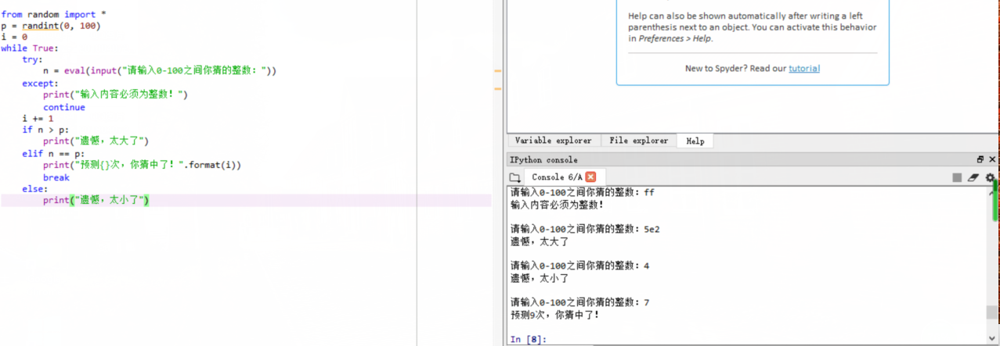 from random import *
p = randint(0, 100)
i = 0
while True:
    try:
        n = eval(input("请输入0-100之间你猜的整数："))
    except:
        print("输入内容必须为整数！")
        continue
    i += 1
    if n > p:
        print("遗憾，太大了")
    elif n == p:
        print("预测{}次，你猜中了！".format(i))
        break
    else:
        print("遗憾，太小了")
Help can also be shown automatically after writing a left
parenthesis next to an object. You can activate this behavior
in Preferences > Help.
New to Spyder? Read our tutorial
Variable explorer File explorer Help
IPython console
Console 6/A
请输入0-100之间你猜的整数：ff
输入内容必须为整数！
请输入0-100之间你猜的整数：5e2
遗憾，太大了
请输入0-100之间你猜的整数：4
遗憾，太小了
请输入0-100之间你猜的整数：7
预测9次，你猜中了！
In [8]: